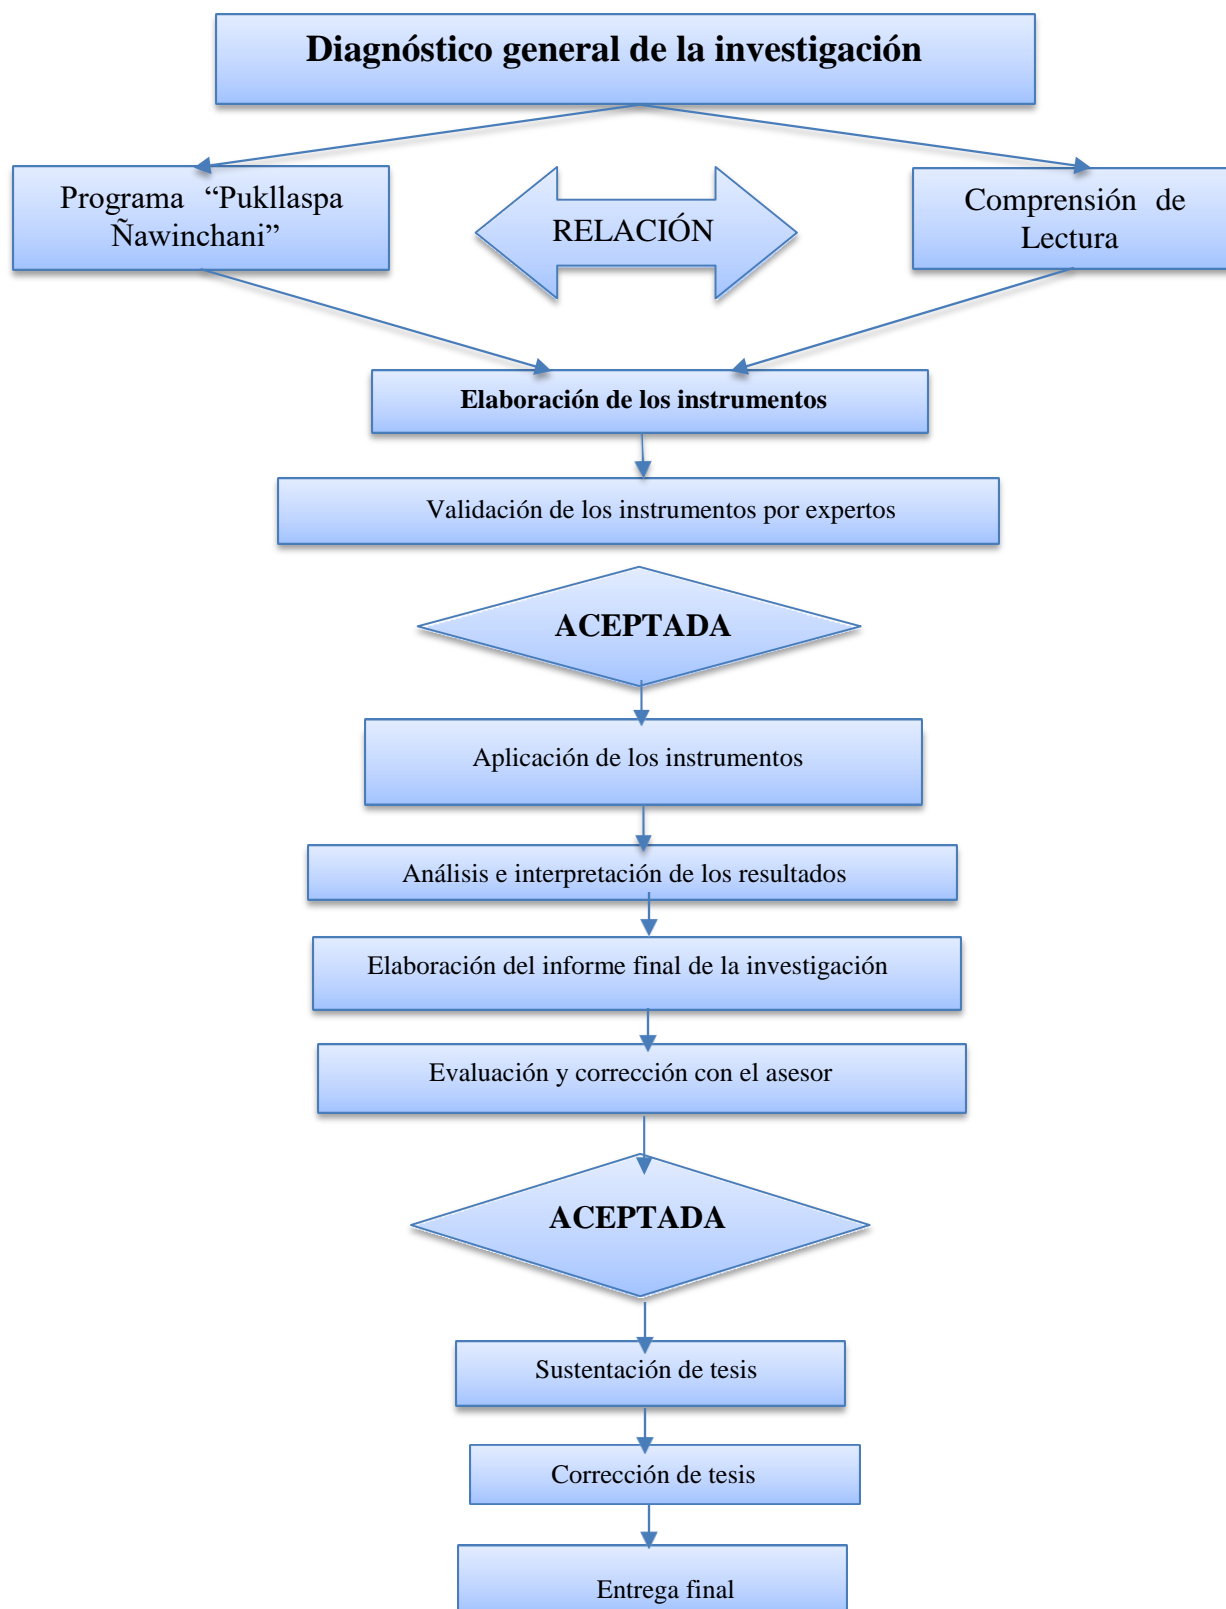 Diagnóstico general de la investigación
Programa “Pukllaspa
Ñawinchani”
RELACIÓN
Comprensión de
Lectura
Elaboración de los instrumentos
Validación de los instrumentos por expertos
ACEPTADA
Aplicación de los instrumentos
Análisis e interpretación de los resultados
Elaboración del informe final de la investigación
Evaluación y corrección con el asesor
ACEPTADA
Sustentación de tesis
Corrección de tesis
Entrega final